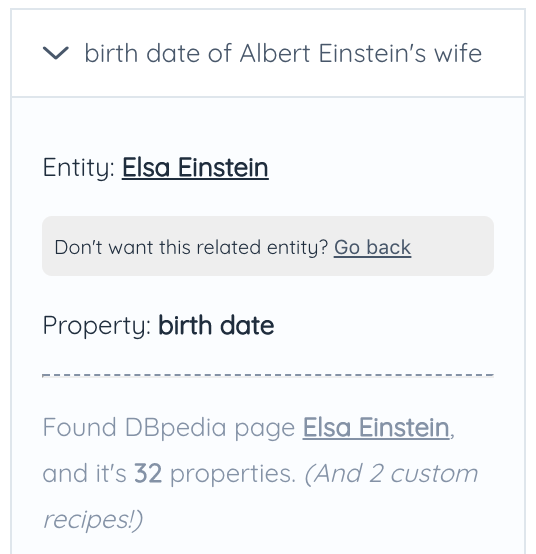 birth date of Albert Einstein's wife
Entity: Elsa Einstein
Don't want this related entity? Go back
Property: birth date
Found DBpedia page Elsa Einstein,
and it's 32 properties. (And 2 custom
recipes!)